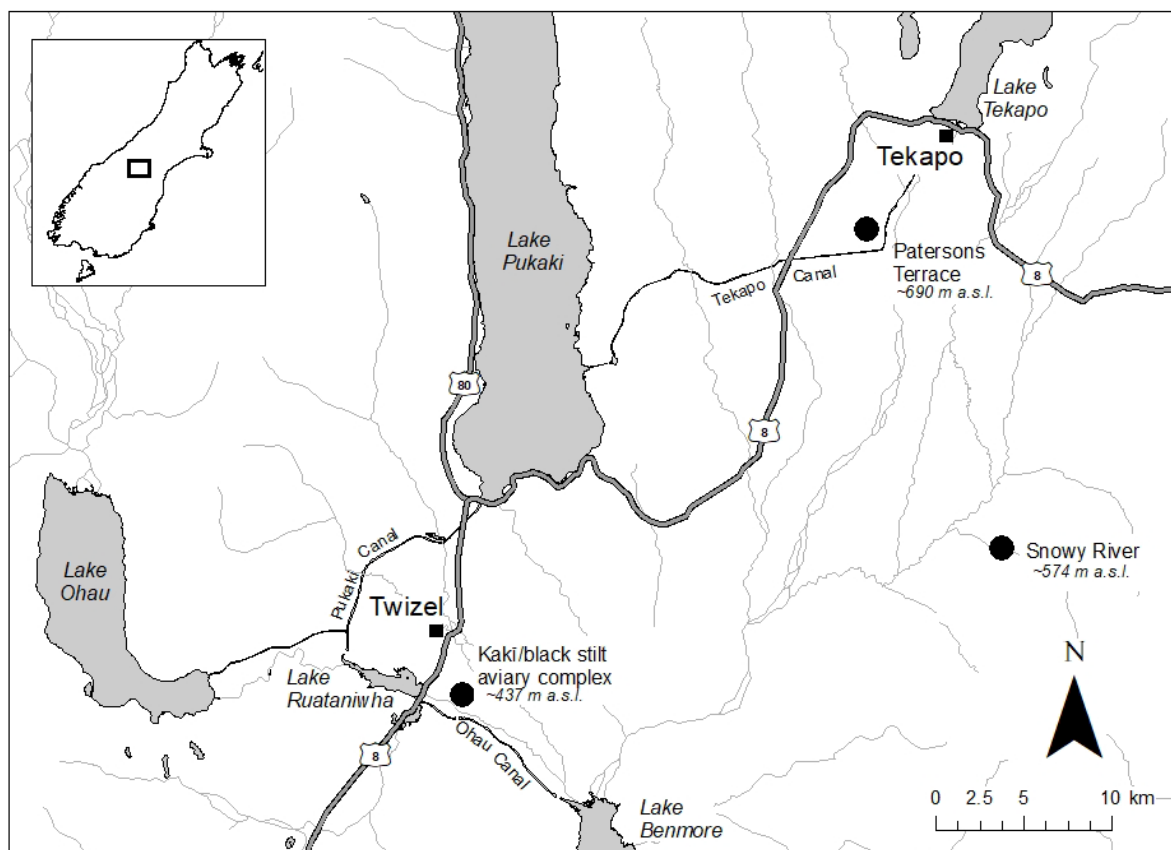 Lake
Tekapo
Tekapo
Lake
Pukaki
Patersons
Terrace
~690 m a.s.l.
8
Tekapo Canal
80
8
Snowy River
~574 m a.s.l.
Pukaki Canal
Lake
Ohau
Twizel
Kaki/black stilt
aviary complex
~437 m a.s.l.
Lake
Ruataniwha
N
Ohau Canal
8
Lake
Benmore
0 2.5 5 10 km